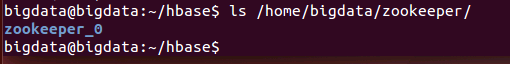 bigdata@bigdata:~/hbase$ ls /home/bigdata/zookeeper/
zookeeper_0
bigdata@bigdata:~/hbase$